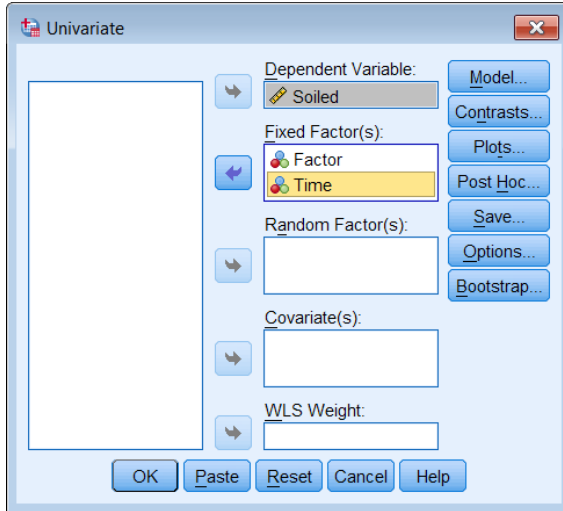 Univariate
Dependent Variable:
Soiled
Fixed Factor(s):
Factor
Time
Random Factor(s):
Covariate(s):
WLS Weight:
Model...
Contrasts...
Plots...
Post Hoc...
Save...
Options...
Bootstrap...
OK Paste Reset Cancel Help